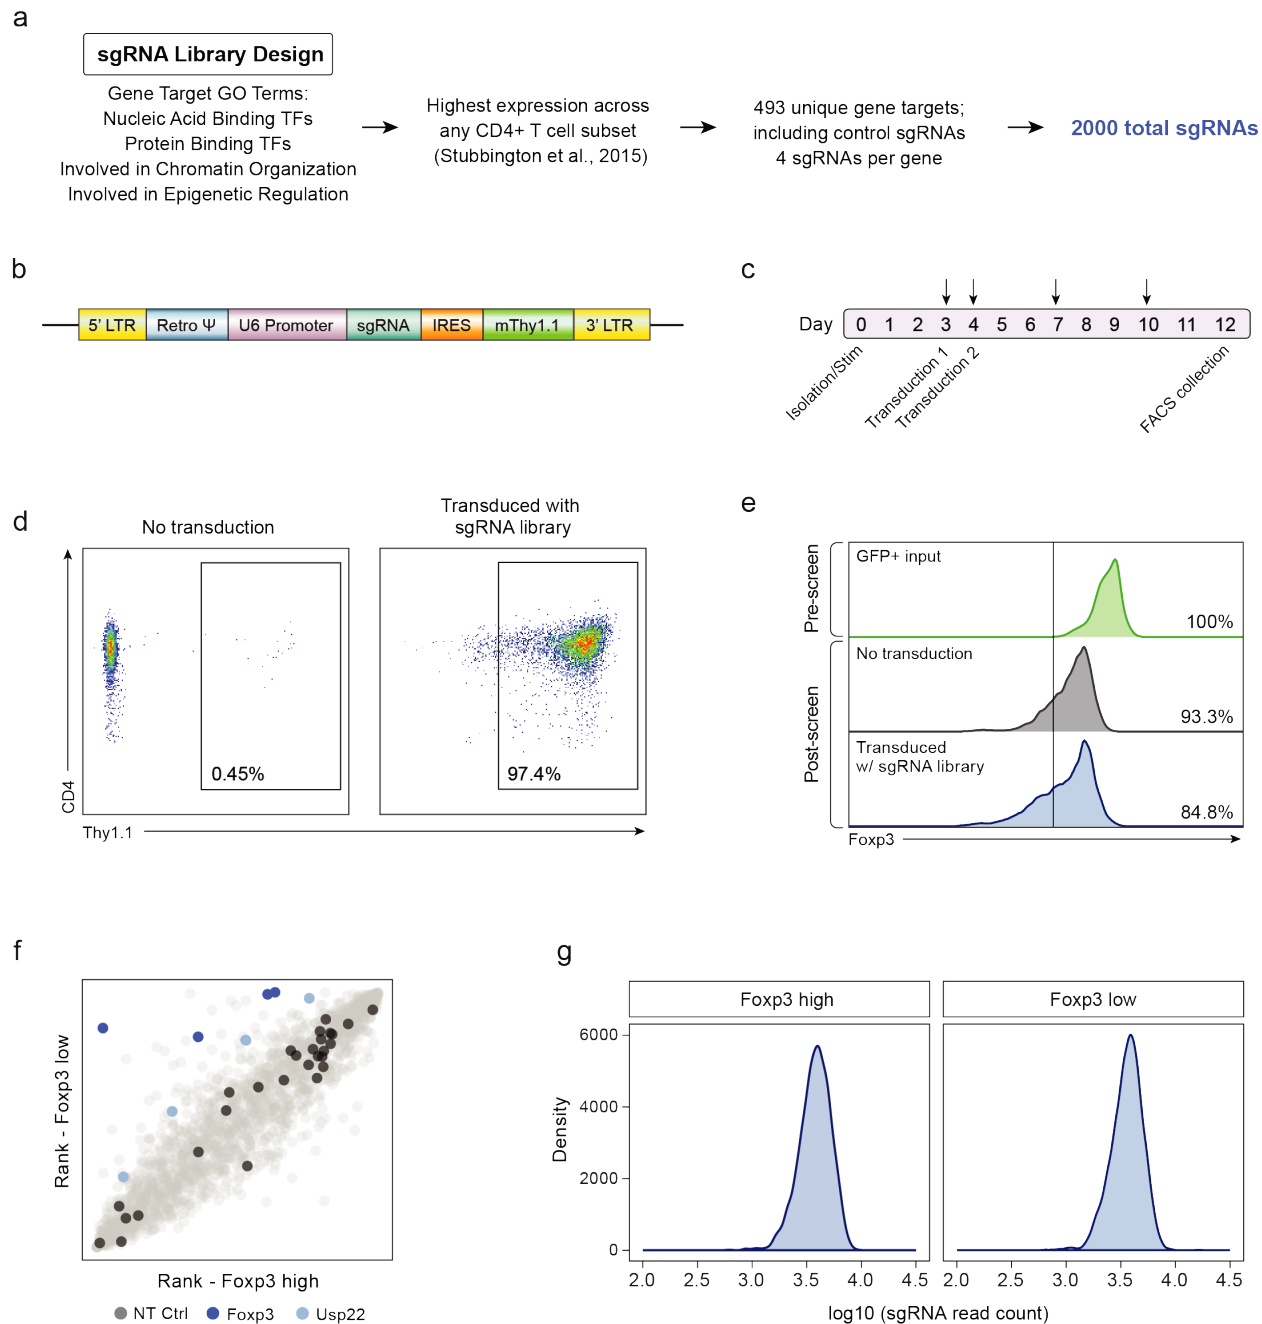 a
sgRNA Library Design
Gene Target GO Terms:
Nucleic Acid Binding TFs
Protein Binding TFs
Involved in Chromatin Organization
Involved in Epigenetic Regulation
Highest expression across
any CD4+ T cell subset
(Stubbington et al., 2015)
493 unique gene targets;
including control sgRNAs
4 sgRNAs per gene
2000 total sgRNAs
b
5' LTR Retro Ψ U6 Promoter sgRNA IRES mThy1.1 3' LTR
c
Day 0 1 2 3 4 5 6 7 8 9 10 11 12
Isolation/Stim
Transduction 1
Transduction 2
FACS collection
d
No transduction
Transduced with
sgRNA library
0.45%
97.4%
CD4
Thy1.1
e
Pre-screen
Post-screen
GFP+ input
100%
No transduction
93.3%
Transduced
w/ sgRNA library
84.8%
Foxp3
f
Rank - Foxp3 low
Rank - Foxp3 high
NT Ctrl Foxp3 Usp22
g
Foxp3 high
Foxp3 low
Density
6000
4000
2000
0
2.0 2.5 3.0 3.5 4.0 4.5
2.0 2.5 3.0 3.5 4.0 4.5
log10 (sgRNA read count)